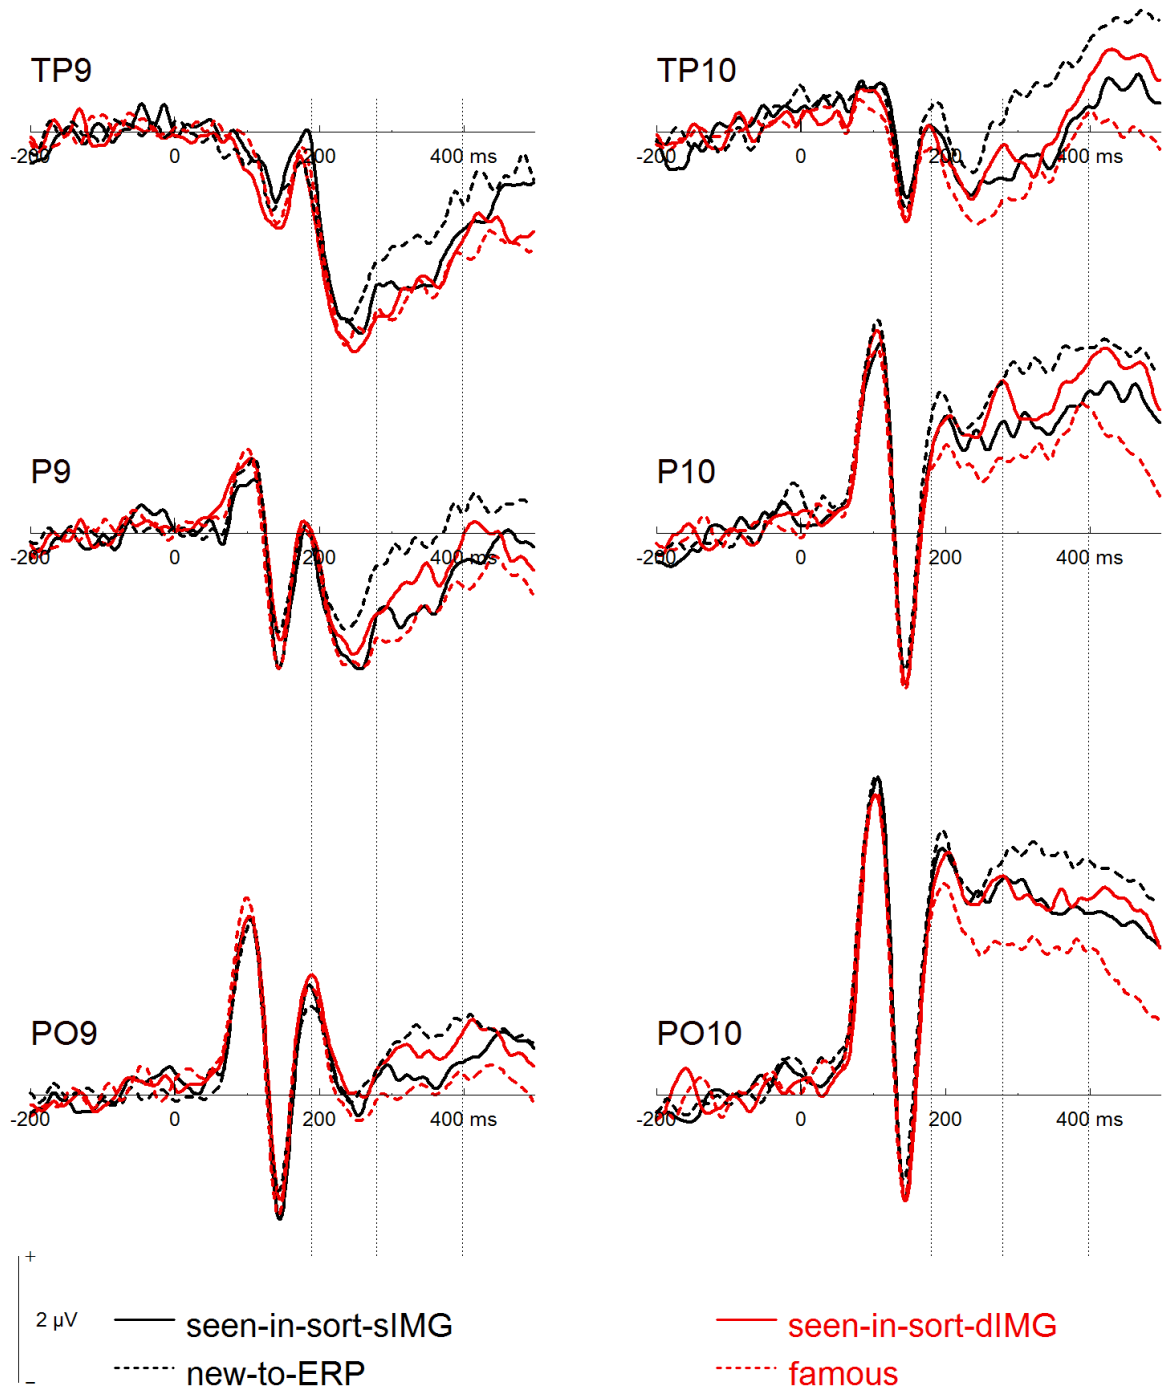 TP9
TP10
-200 0 200 400 ms
-200 0 200 400 ms
P9
P10
-200 0 200 400 ms
-200 0 200 400 ms
PO9
PO10
-200 0 200 400 ms
-200 0 200 400 ms
+
2 µV
–
seen-in-sort-sIMG
seen-in-sort-dIMG
new-to-ERP
famous